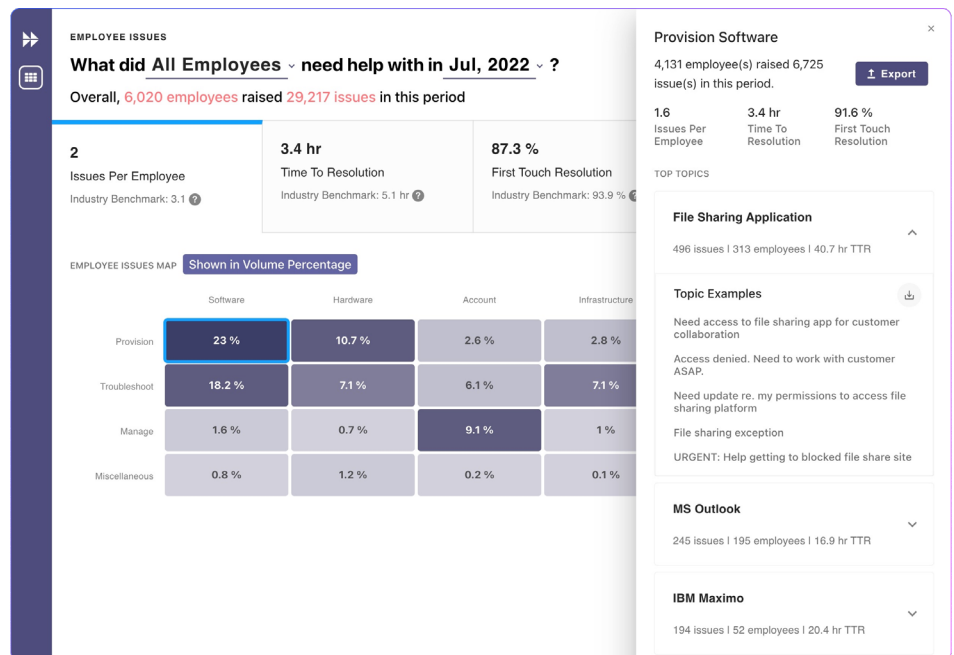 EMPLOYEE ISSUES
What did All Employees need help with in Jul, 2022 ?
Overall, 6,020 employees raised 29,217 issues in this period
2
Issues Per Employee
Industry Benchmark: 3.1 ?
3.4 hr
Time To Resolution
Industry Benchmark: 5.1 hr ?
87.3 %
First Touch Resolution
Industry Benchmark: 93.9 % ?
EMPLOYEE ISSUES MAP Shown in Volume Percentage
Software Hardware Account Infrastructure
Provision 23 % 10.7 % 2.6 % 2.8 %
Troubleshoot 18.2 % 7.1 % 6.1 % 7.1 %
Manage 1.6 % 0.7 % 9.1 % 1 %
Miscellaneous 0.8 % 1.2 % 0.2 % 0.1 %
Provision Software
4,131 employee(s) raised 6,725
issue(s) in this period.
Export
1.6
Issues Per
Employee
3.4 hr
Time To
Resolution
91.6 %
First Touch
Resolution
TOP TOPICS
File Sharing Application
496 issues | 313 employees | 40.7 hr TTR
Topic Examples
Need access to file sharing app for customer
collaboration
Access denied. Need to work with customer
ASAP.
Need update re. my permissions to access file
sharing platform
File sharing exception
URGENT: Help getting to blocked file share site
MS Outlook
245 issues | 195 employees | 16.9 hr TTR
IBM Maximo
194 issues | 52 employees | 20.4 hr TTR